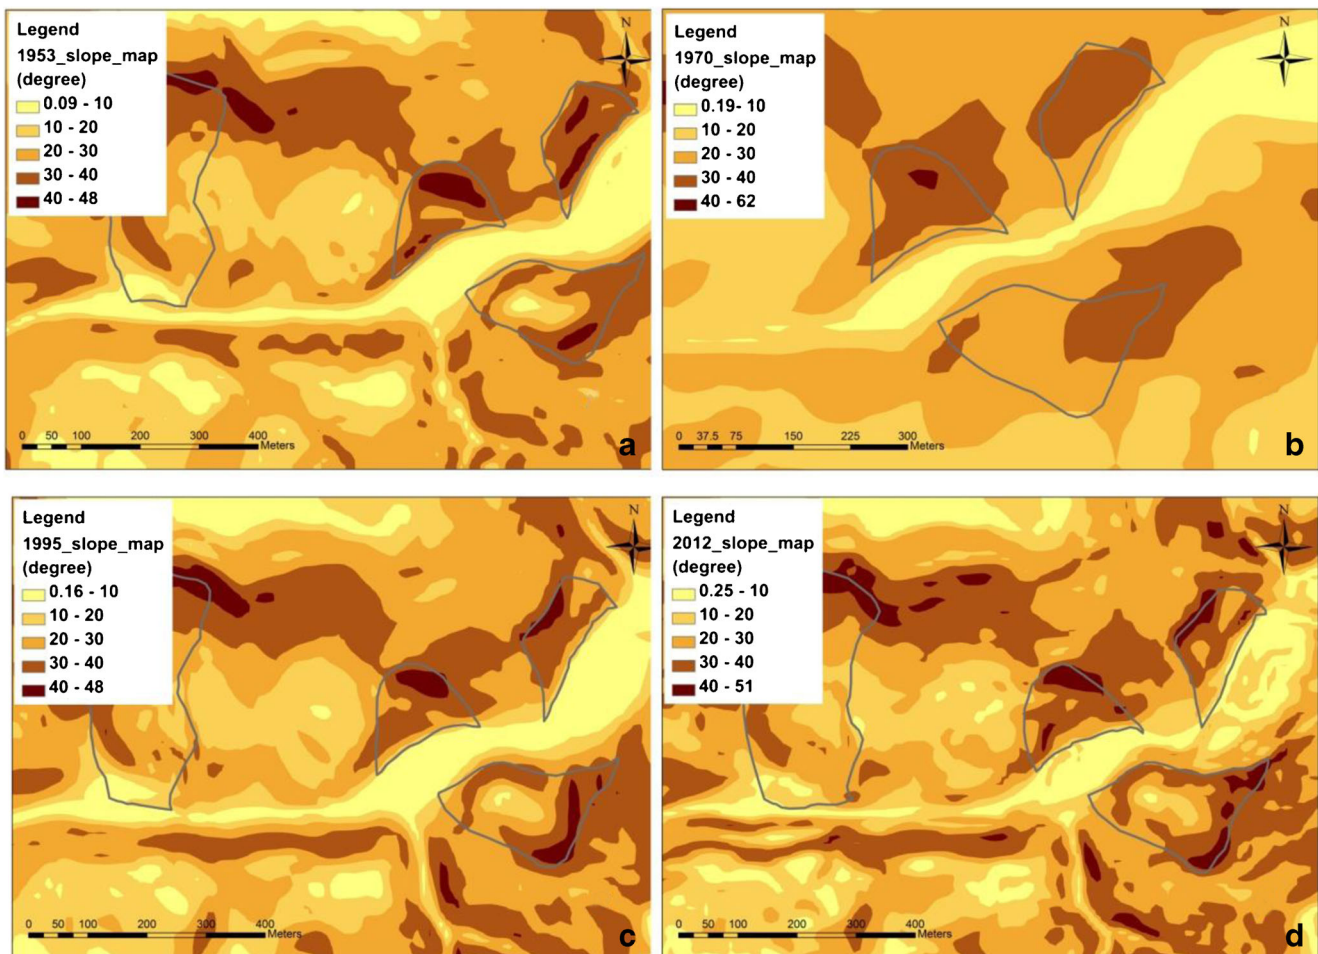 Legend
1953_slope_map
(degree)
0.09 - 10
10 - 20
20 - 30
30 - 40
40 - 48
N
0 50 100 200 300 400
Meters
a
Legend
1970_slope_map
(degree)
0.19- 10
10 - 20
20 - 30
30 - 40
40 - 62
N
0 37.5 75 150 225 300
Meters
b
Legend
1995_slope_map
(degree)
0.16 - 10
10 - 20
20 - 30
30 - 40
40 - 48
N
0 50 100 200 300 400
Meters
c
Legend
2012_slope_map
(degree)
0.25 - 10
10 - 20
20 - 30
30 - 40
40 - 51
N
0 50 100 200 300 400
Meters
d